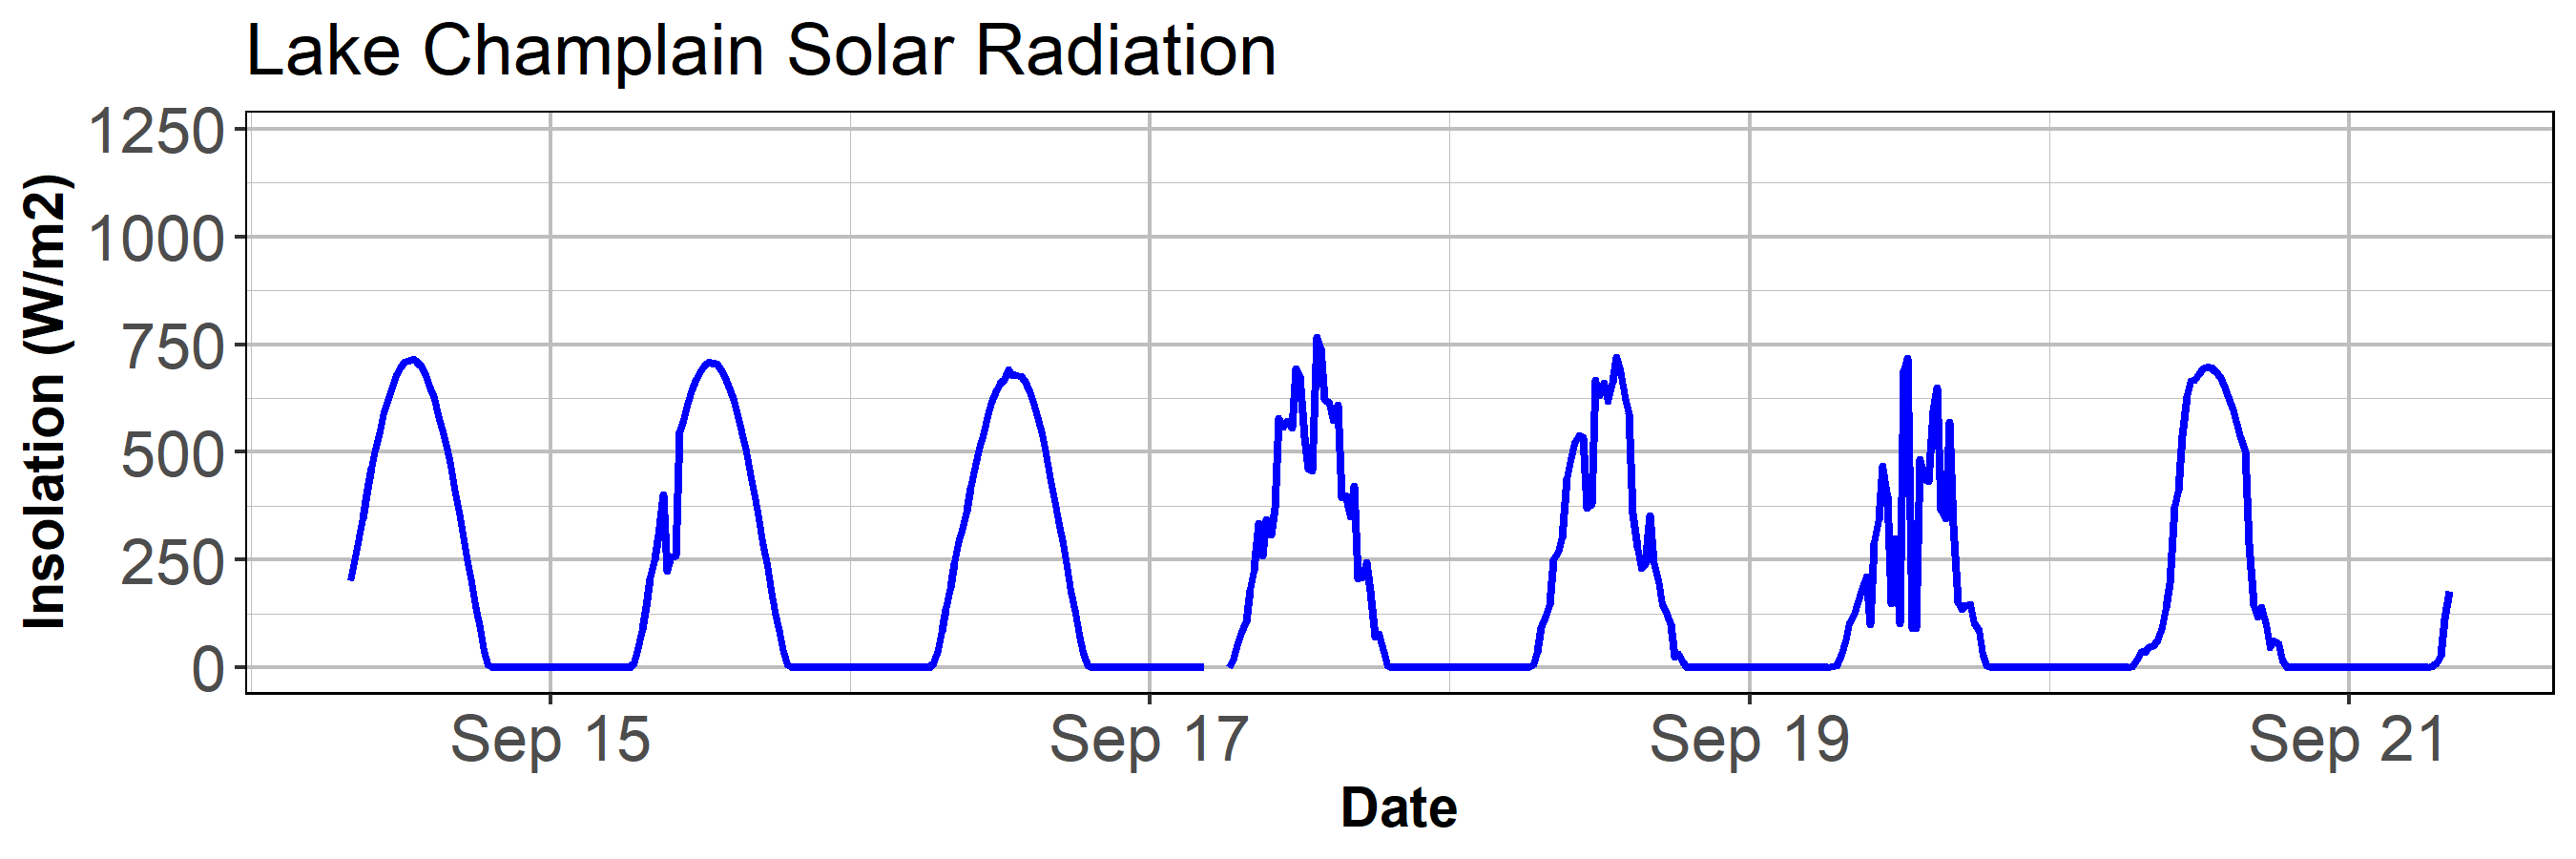 Lake Champlain Solar Radiation
1250
1000
750
500
250
0
Insolation (W/m2)
Sep 15 Sep 17 Sep 19 Sep 21
Date